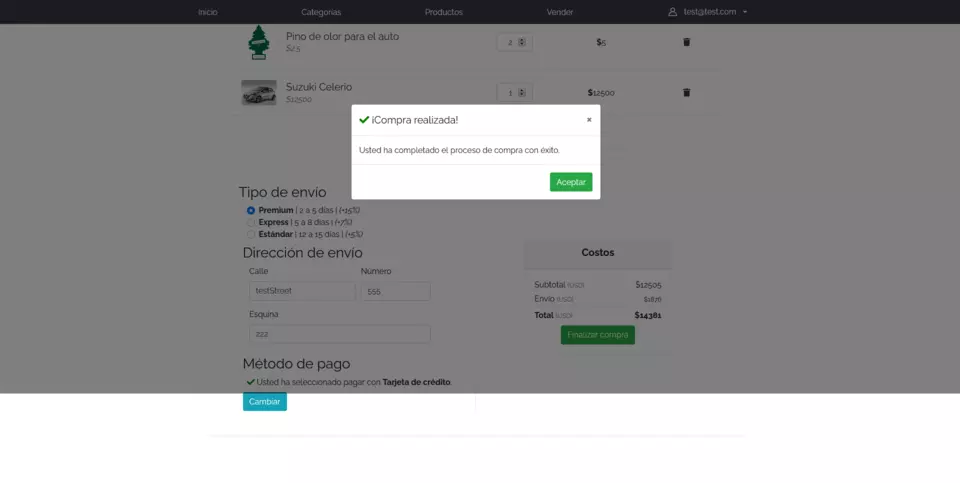 Inicio Categorías Productos Vender test@test.com
Pino de olor para el auto
$2.5
2 $5
Suzuki Celerio
$12500
1 $12500
¡Compra realizada! ×
Usted ha completado el proceso de compra con éxito.
Aceptar
Tipo de envío
Premium | 2 a 5 días | (+15%)
Express | 5 a 8 días | (+7%)
Estándar | 12 a 15 días | (+5%)
Dirección de envío
Calle Número
testStreet 555
Esquina
222
Costos
Subtotal (USD) $12505
Envío (USD) $1876
Total (USD) $14381
Finalizar compra
Método de pago
Usted ha seleccionado pagar con Tarjeta de crédito.
Cambiar